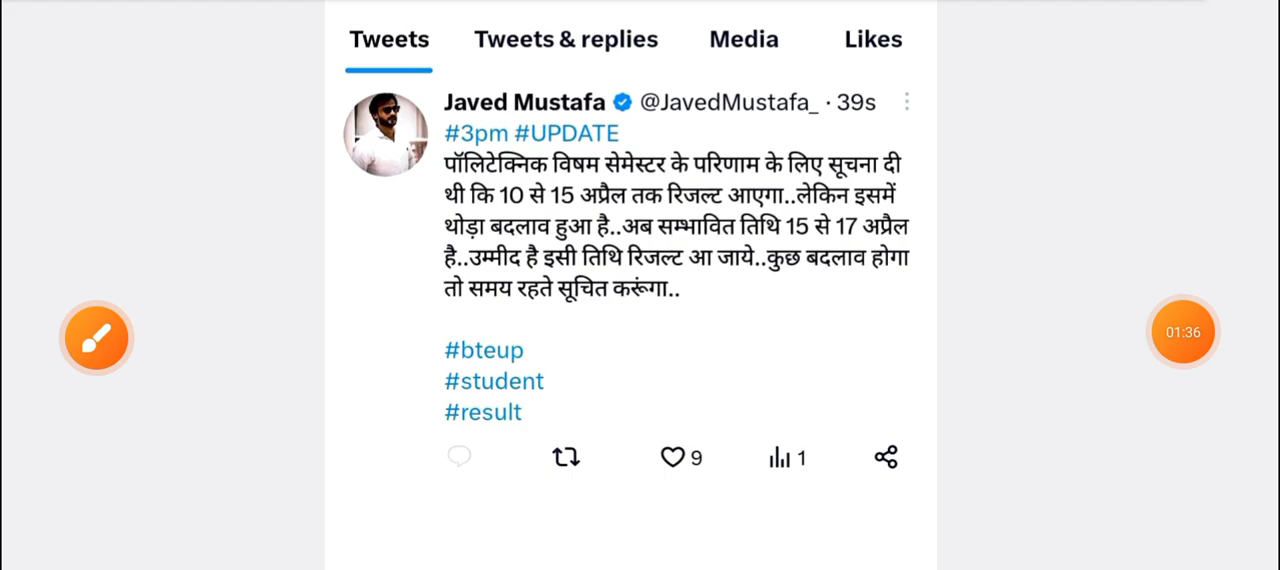 Tweets Tweets & replies Media Likes
Javed Mustafa @JavedMustafa_ · 39s
#3pm #UPDATE
पॉलिटेक्निक विषम सेमेस्टर के परिणाम के लिए सूचना दी
थी कि 10 से 15 अप्रैल तक रिजल्ट आएगा..लेकिन इसमें
थोड़ा बदलाव हुआ है..अब सम्भावित तिथि 15 से 17 अप्रैल
है..उम्मीद है इसी तिथि रिजल्ट आ जाये..कुछ बदलाव होगा
तो समय रहते सूचित करूंगा..
#bteup
#student
#result
9 1
01:36